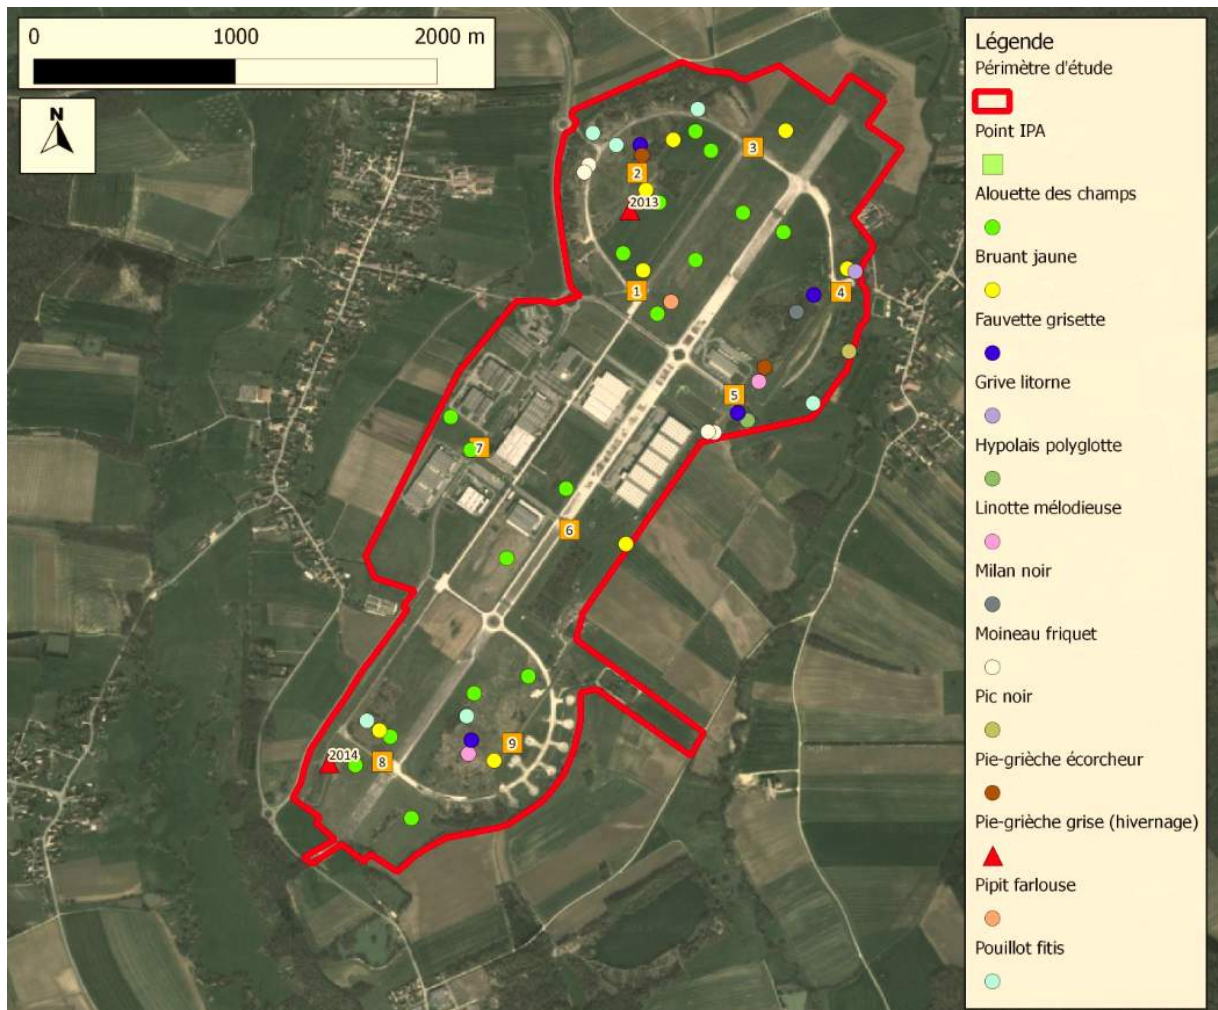 0 1000 2000 m
N
3
2
2013
1
4
5
7
6
2014
8
9
Légende
Périmètre d'étude
Point IPA
Alouette des champs
Bruant jaune
Fauvette grisette
Grive litorne
Hypolais polyglotte
Linotte mélodieuse
Milan noir
Moineau friquet
Pic noir
Pie-grièche écorcheur
Pie-grièche grise (hivernage)
Pipit farlouse
Pouillot fitis